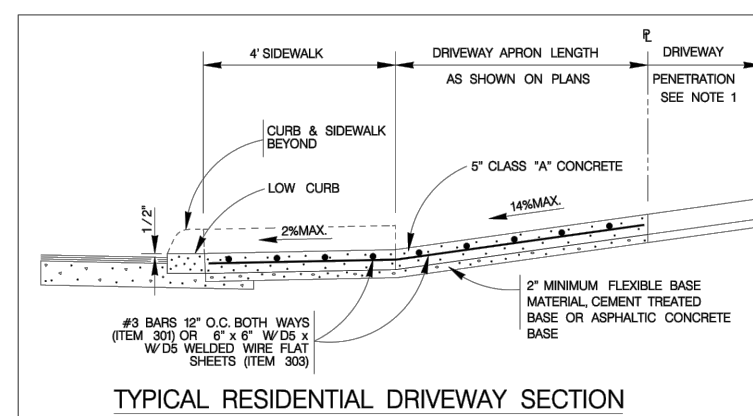 4' SIDEWALK
DRIVEWAY APRON LENGTH
AS SHOWN ON PLANS
PL
DRIVEWAY
PENETRATION
SEE NOTE 1
CURB & SIDEWALK
BEYOND
LOW CURB
5" CLASS "A" CONCRETE
1/2"
2%MAX.
14%MAX.
#3 BARS 12" O.C. BOTH WAYS
(ITEM 301) OR 6" x 6" W/D5 x
W/D5 WELDED WIRE FLAT
SHEETS (ITEM 303)
2" MINIMUM FLEXIBLE BASE
MATERIAL, CEMENT TREATED
BASE OR ASPHALTIC CONCRETE
BASE
TYPICAL RESIDENTIAL DRIVEWAY SECTION